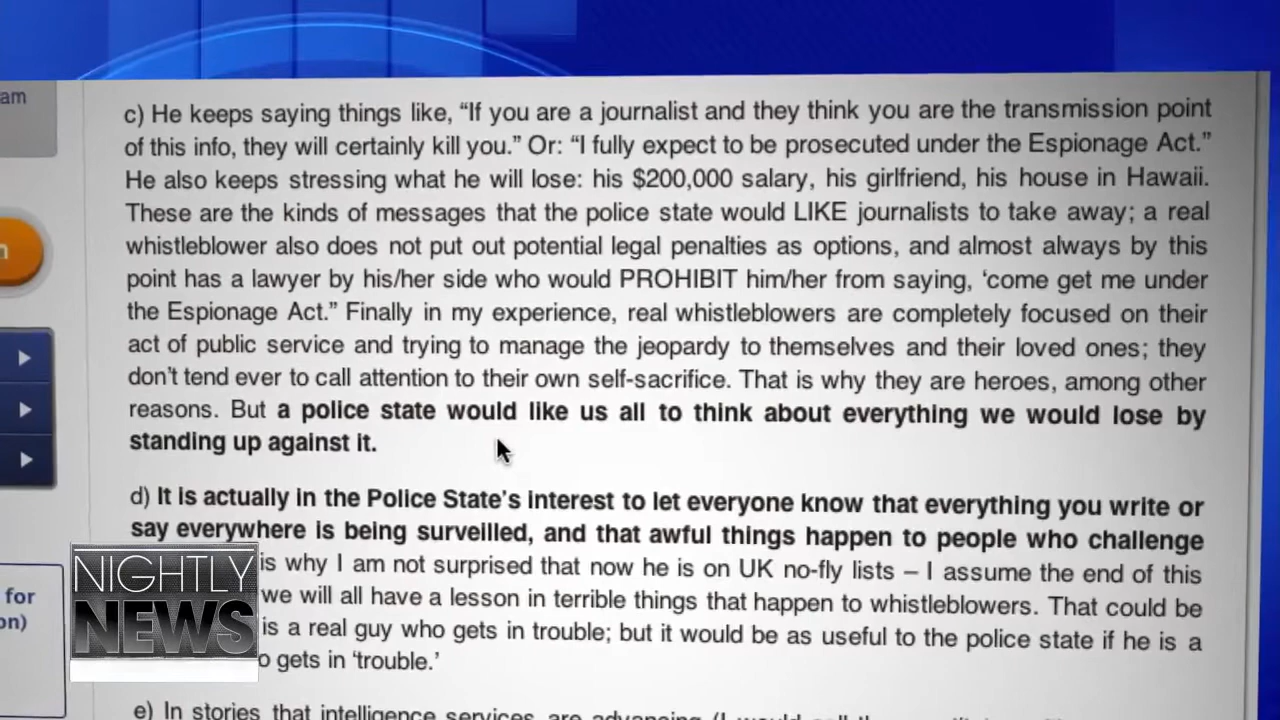 am
c) He keeps saying things like, “If you are a journalist and they think you are the transmission point
of this info, they will certainly kill you.” Or: “I fully expect to be prosecuted under the Espionage Act.”
He also keeps stressing what he will lose: his $200,000 salary, his girlfriend, his house in Hawaii.
These are the kinds of messages that the police state would LIKE journalists to take away; a real
whistleblower also does not put out potential legal penalties as options, and almost always by this
point has a lawyer by his/her side who would PROHIBIT him/her from saying, ‘come get me under
the Espionage Act.” Finally in my experience, real whistleblowers are completely focused on their
act of public service and trying to manage the jeopardy to themselves and their loved ones; they
don’t tend ever to call attention to their own self-sacrifice. That is why they are heroes, among other
reasons. But a police state would like us all to think about everything we would lose by
standing up against it.
d) It is actually in the Police State’s interest to let everyone know that everything you write or
say everywhere is being surveilled, and that awful things happen to people who challenge
is why I am not surprised that now he is on UK no-fly lists – I assume the end of this
we will all have a lesson in terrible things that happen to whistleblowers. That could be
is a real guy who gets in trouble; but it would be as useful to the police state if he is a
o gets in ‘trouble.’
for
on)
NIGHTLY
NEWS
e) In stories that intelligence services are advancing (I would call the